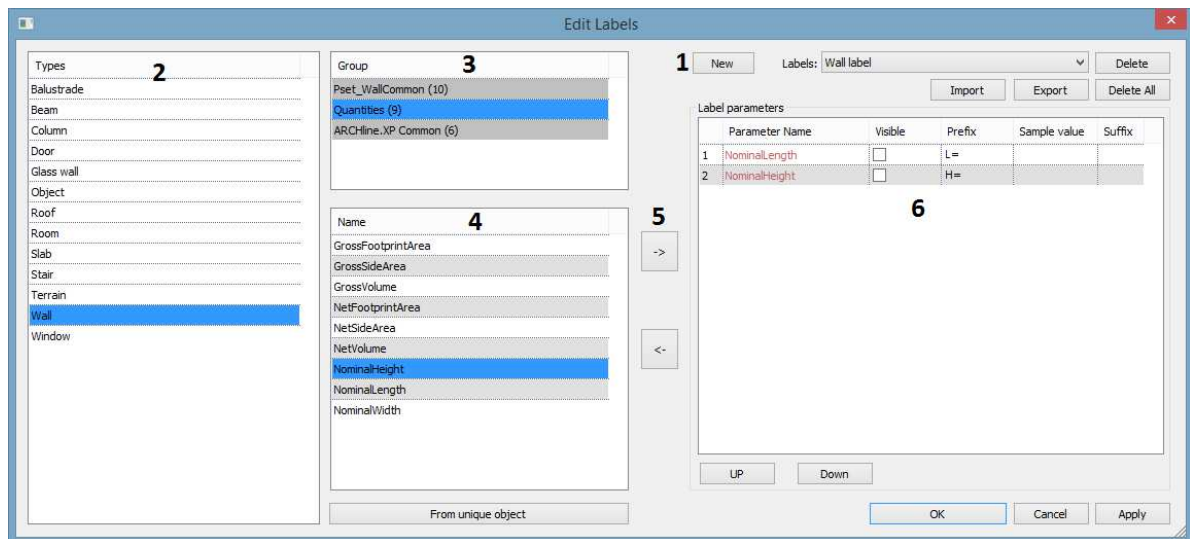 Edit Labels
Types
2
Balustrade
Beam
Column
Door
Glass wall
Object
Roof
Room
Slab
Stair
Terrain
Wall
Window
Group
3
Pset_WallCommon (10)
Quantities (9)
ARCHline.XP Common (6)
Name
4
GrossFootprintArea
GrossSideArea
GrossVolume
NetFootprintArea
NetSideArea
NetVolume
NominalHeight
NominalLength
NominalWidth
From unique object
5
->
<-
1 New Labels: Wall label Delete
Import Export Delete All
Label parameters
Parameter Name Visible Prefix Sample value Suffix
1 NominalLength L=
2 NominalHeight H=
6
UP Down
OK Cancel Apply